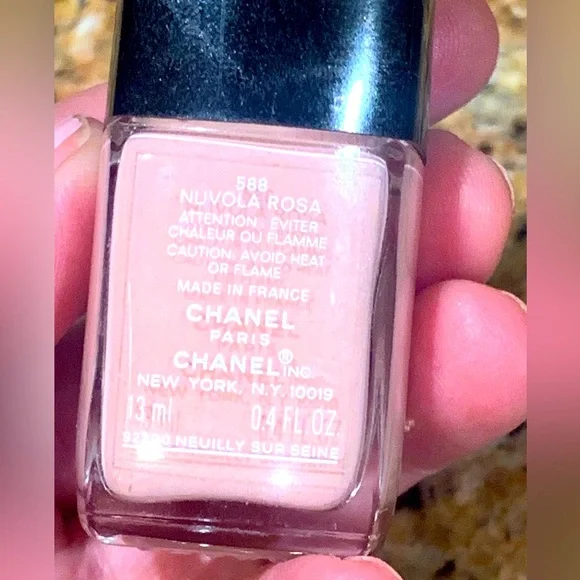 588
NUVOLA ROSA
ATTENTION: EVITER
CHALEUR OU FLAMME
CAUTION: AVOID HEAT
OR FLAME
MADE IN FRANCE
CHANEL
PARIS
CHANEL® INC
NEW YORK, N.Y. 10019
13 ml 0.4 FL. OZ.
92200 NEUILLY SUR SEINE